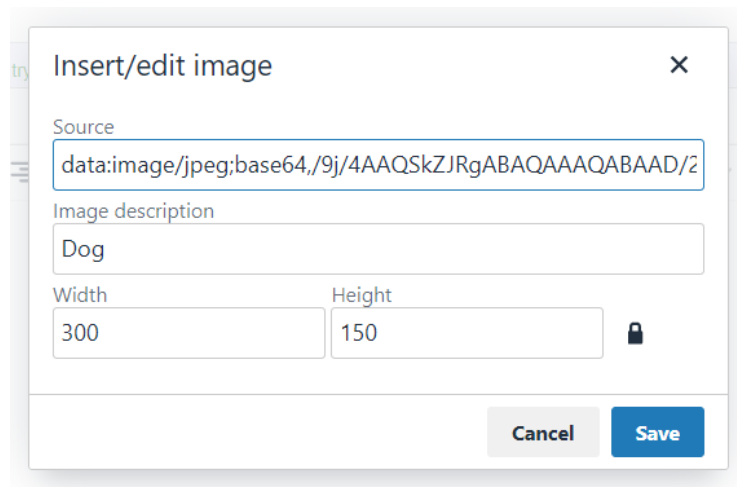 try
Insert/edit image
Source
data:image/jpeg;base64,/9j/4AAQSkZJRgABAQAAAQABAAD/2
Image description
Dog
Width Height
300 150
Cancel Save